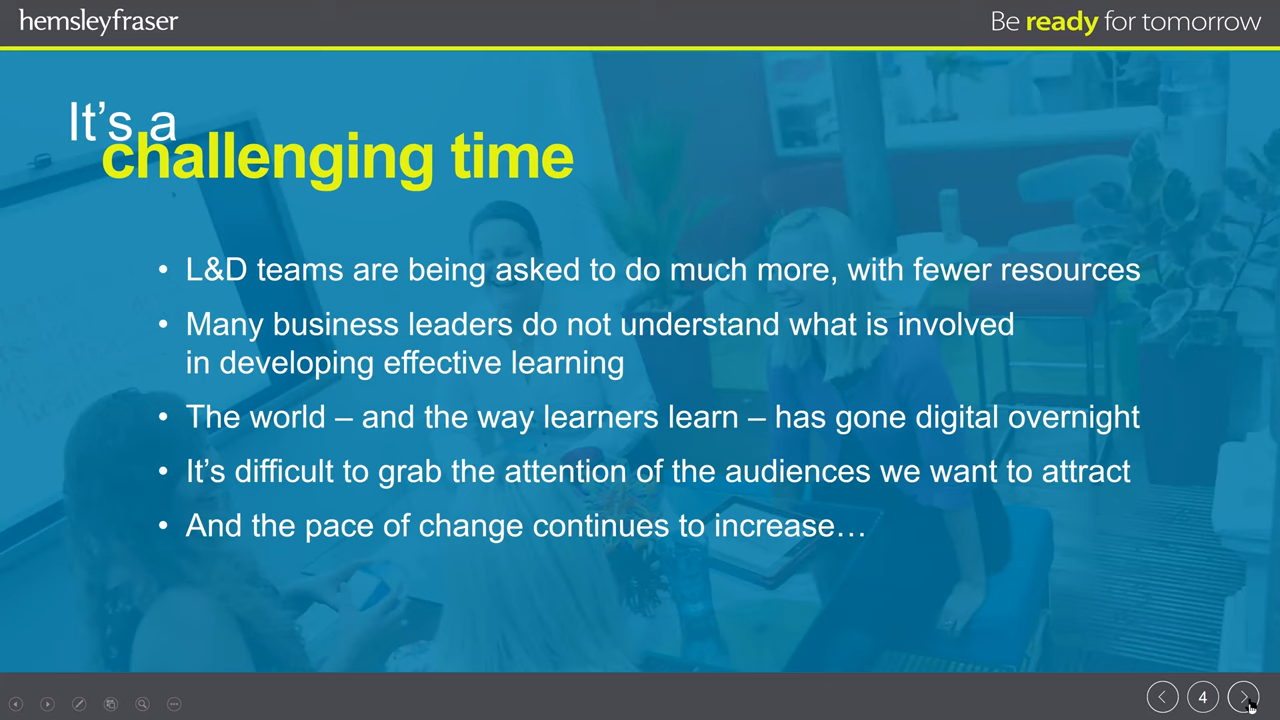 hemsleyfraser
Be ready for tomorrow
It’s a
challenging time
• L&D teams are being asked to do much more, with fewer resources
• Many business leaders do not understand what is involved
in developing effective learning
• The world – and the way learners learn – has gone digital overnight
• It’s difficult to grab the attention of the audiences we want to attract
• And the pace of change continues to increase…
4